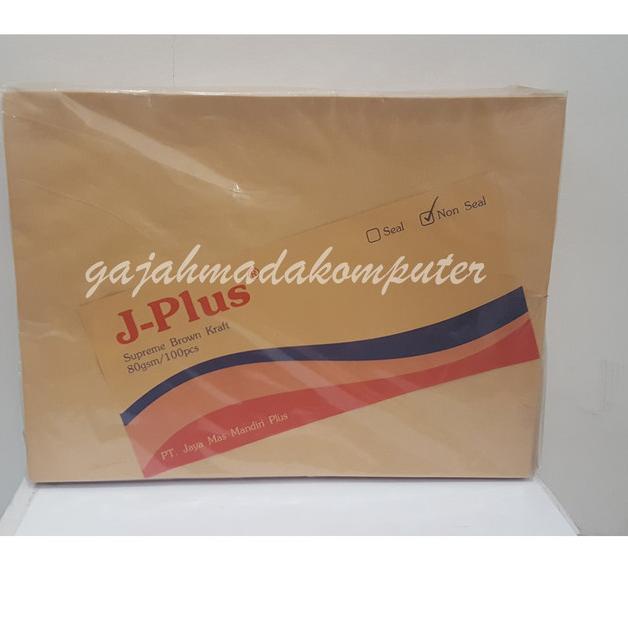 Seal
Non Seal
gajahmadakomputer
J-Plus®
Supreme Brown Kraft
80gsm/100pcs
PT. Jaya Mas Mandiri Plus